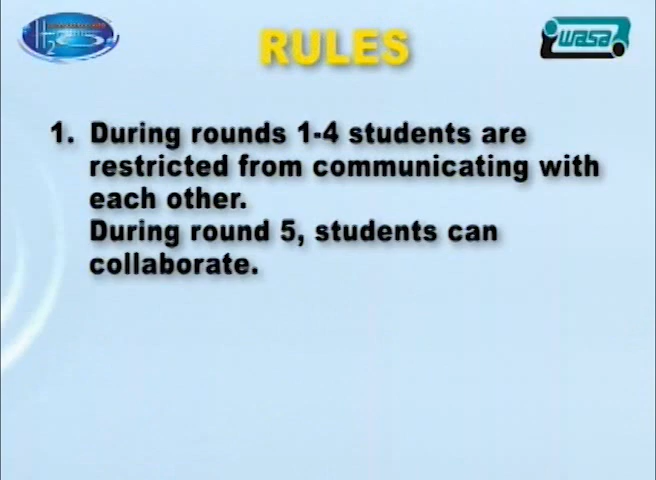 RULES
wasa
1. During rounds 1-4 students are
restricted from communicating with
each other.
During round 5, students can
collaborate.